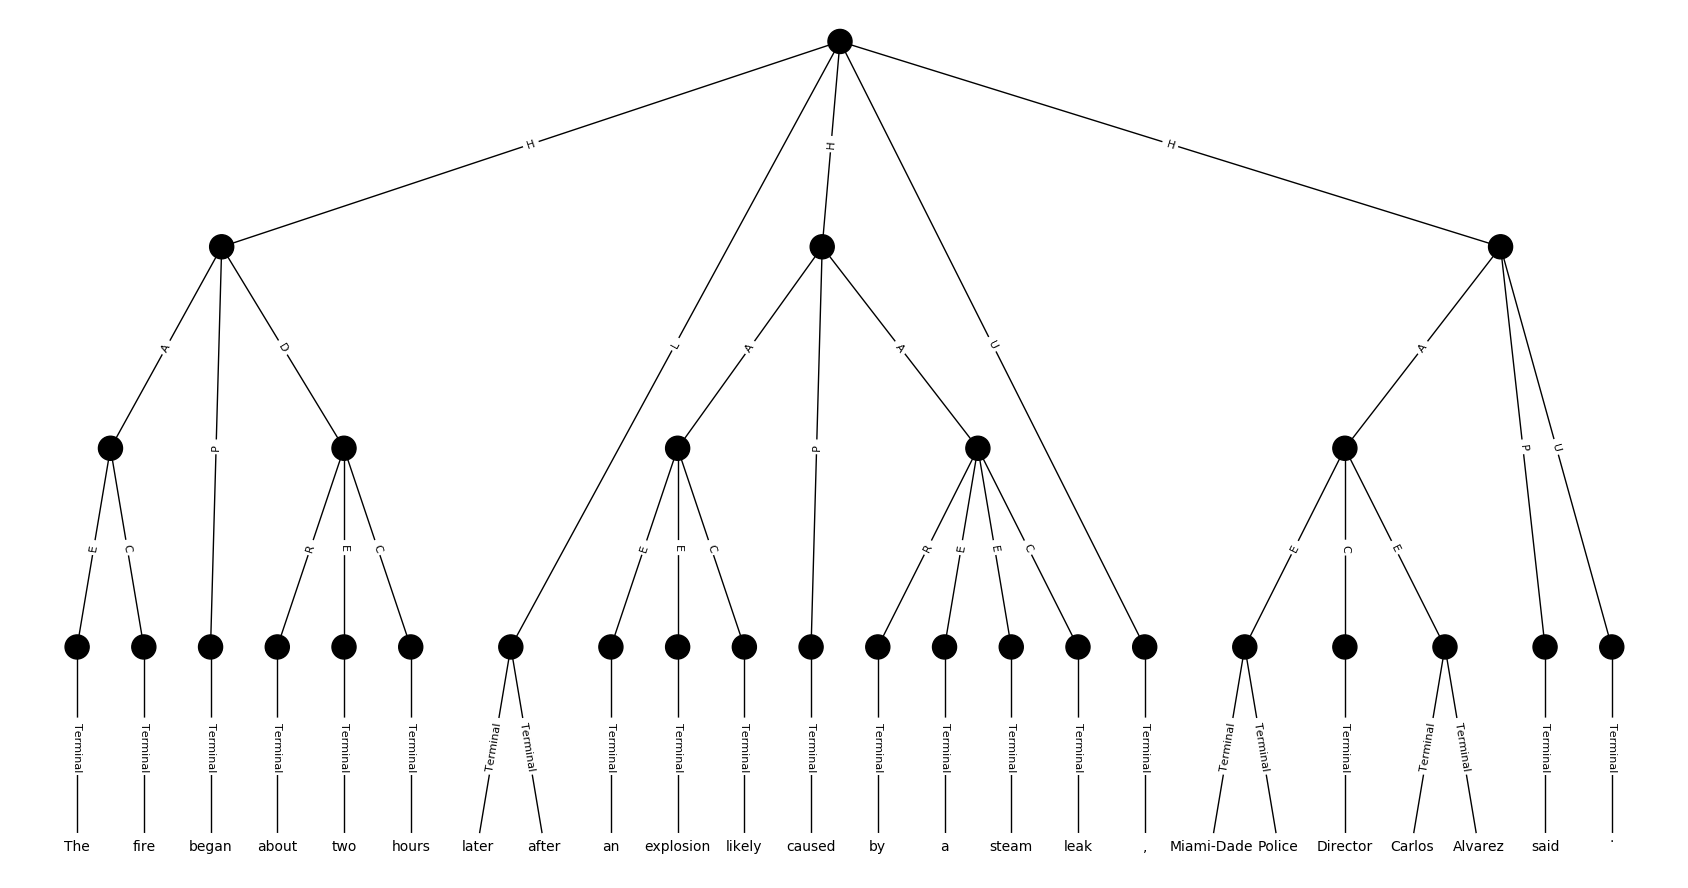 H H H
A D L A A U A
P P P U
E C R E C E E C R E E C E C E
Terminal Terminal Terminal Terminal Terminal Terminal Terminal Terminal Terminal Terminal Terminal Terminal Terminal Terminal Terminal Terminal Terminal Terminal Terminal Terminal Terminal Terminal Terminal Terminal
The fire began about two hours later after an explosion likely caused by a steam leak , Miami-Dade Police Director Carlos Alvarez said .